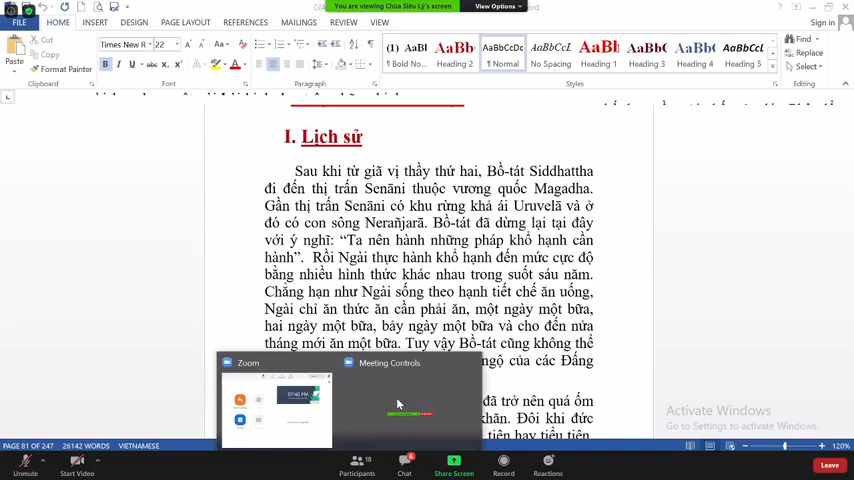 You are viewing Chùa Siêu Lý's screen
View Options
FILE HOME INSERT DESIGN PAGE LAYOUT REFERENCES MAILINGS REVIEW VIEW
Sign in
Cut
Copy
Format Painter
Paste
Clipboard
Times New R 22
Font
Paragraph
(1) AaBl AaBb AaBbCcDc AaBbCcL AaBl AaBbC AaBbCcL AaBbCcL
1 Bold No... Heading 2 1 Normal No Spacing Heading 1 Heading 3 Heading 4 Heading 5
Styles
Find
Replace
Select
Editing
I. Lịch sử
Sau khi từ giã vị thầy thứ hai, Bồ-tát Siddhattha
đi đến thị trấn Senāni thuộc vương quốc Magadha.
Gần thị trấn Senāni có khu rừng khả ái Uruvelā và ở
đó có con sông Nerañjarā. Bồ-tát đã dừng lại tại đây
với ý nghĩ: “Ta nên hành những pháp khổ hạnh cần
hành”. Rồi Ngài thực hành khổ hạnh đến mức cực độ
bằng nhiều hình thức khác nhau trong suốt sáu năm.
Chẳng hạn như Ngài sống theo hạnh tiết chế ăn uống,
Ngài chỉ ăn thức ăn cần phải ăn, một ngày một bữa,
hai ngày một bữa, bảy ngày một bữa và cho đến nửa
tháng mới ăn một bữa. Tuy vậy Bồ-tát cũng không thể
ngộ của các Đấng
đã trở nên quá ốm
khăn. Đôi khi đức
tiện hay tiểu tiện
Zoom
Meeting Controls
07:40 PM
Activate Windows
Go to Settings to activate Windows.
PAGE 81 OF 247 26142 WORDS VIETNAMESE
120%
Unmute Start Video Participants 18 Chat 6 Share Screen Record Reactions Leave